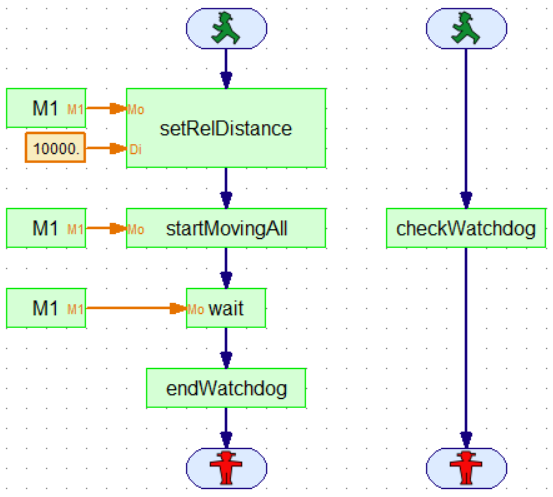 M1 M1 Mo
setRelDistance
10000. Di
M1 M1 Mo startMovingAll
checkWatchdog
M1 M1 Mo wait
endWatchdog